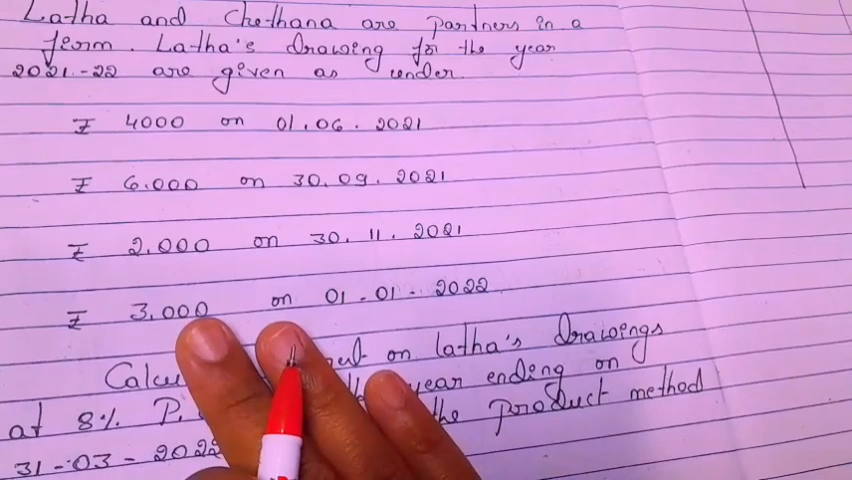 Latha and Chethana are partners in a
ferm. Latha's drawing for the year
2021-22 are given as under
₹ 4000 on 01.06.2021
₹ 6.000 on 30.09.2021
₹ 2.000 on 30.11.2021
₹ 3.000 on 01-01-2022
on latha's drawings
at 8% P. year ending on
the product method
31-03-2022